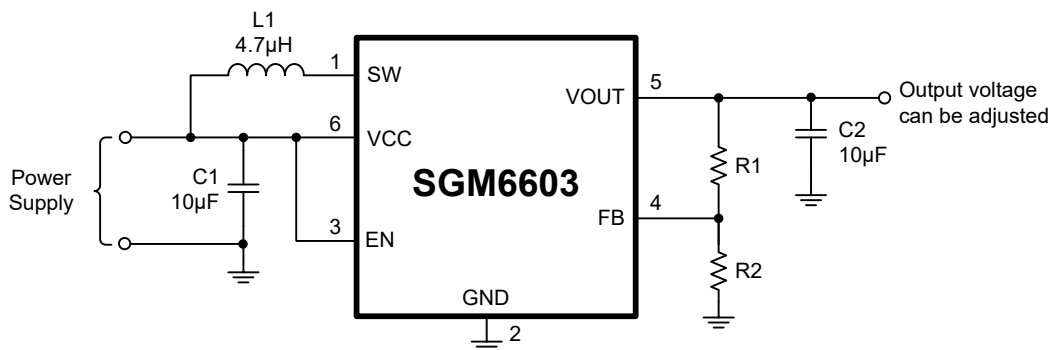 L1
4.7µH
1
SW
6
VCC
Power
Supply
C1
10µF
3
EN
SGM6603
GND
2
VOUT
5
FB
4
R1
R2
C2
10µF
Output voltage
can be adjusted